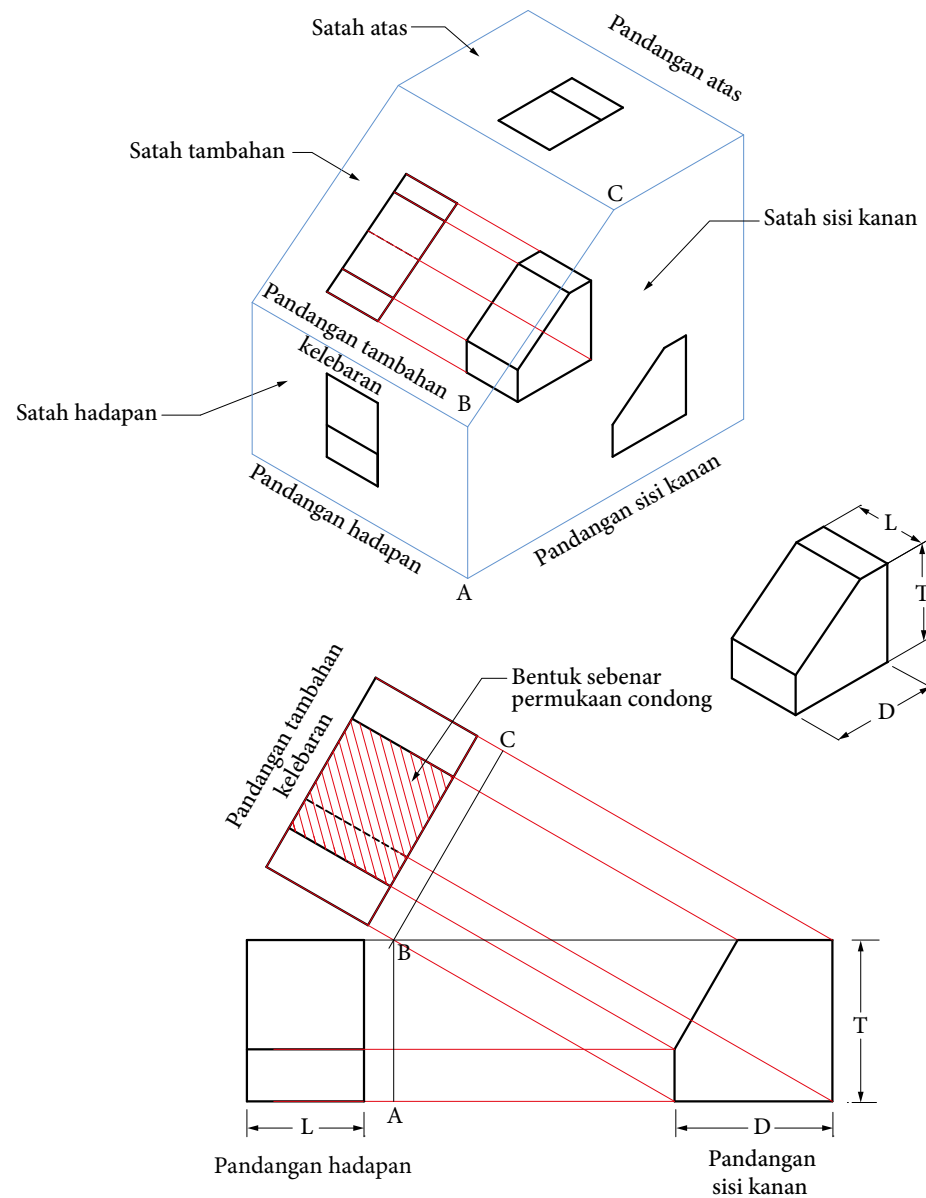 Satah atas
Pandangan atas
Satah tambahan
C
Satah sisi kanan
Pandangan tambahan
kelebaran
B
Satah hadapan
Pandangan hadapan
Pandangan sisi kanan
A
L
T
D
Pandangan tambahan
kelebaran
Bentuk sebenar
permukaan condong
C
B
T
A
L
D
Pandangan hadapan
Pandangan
sisi kanan